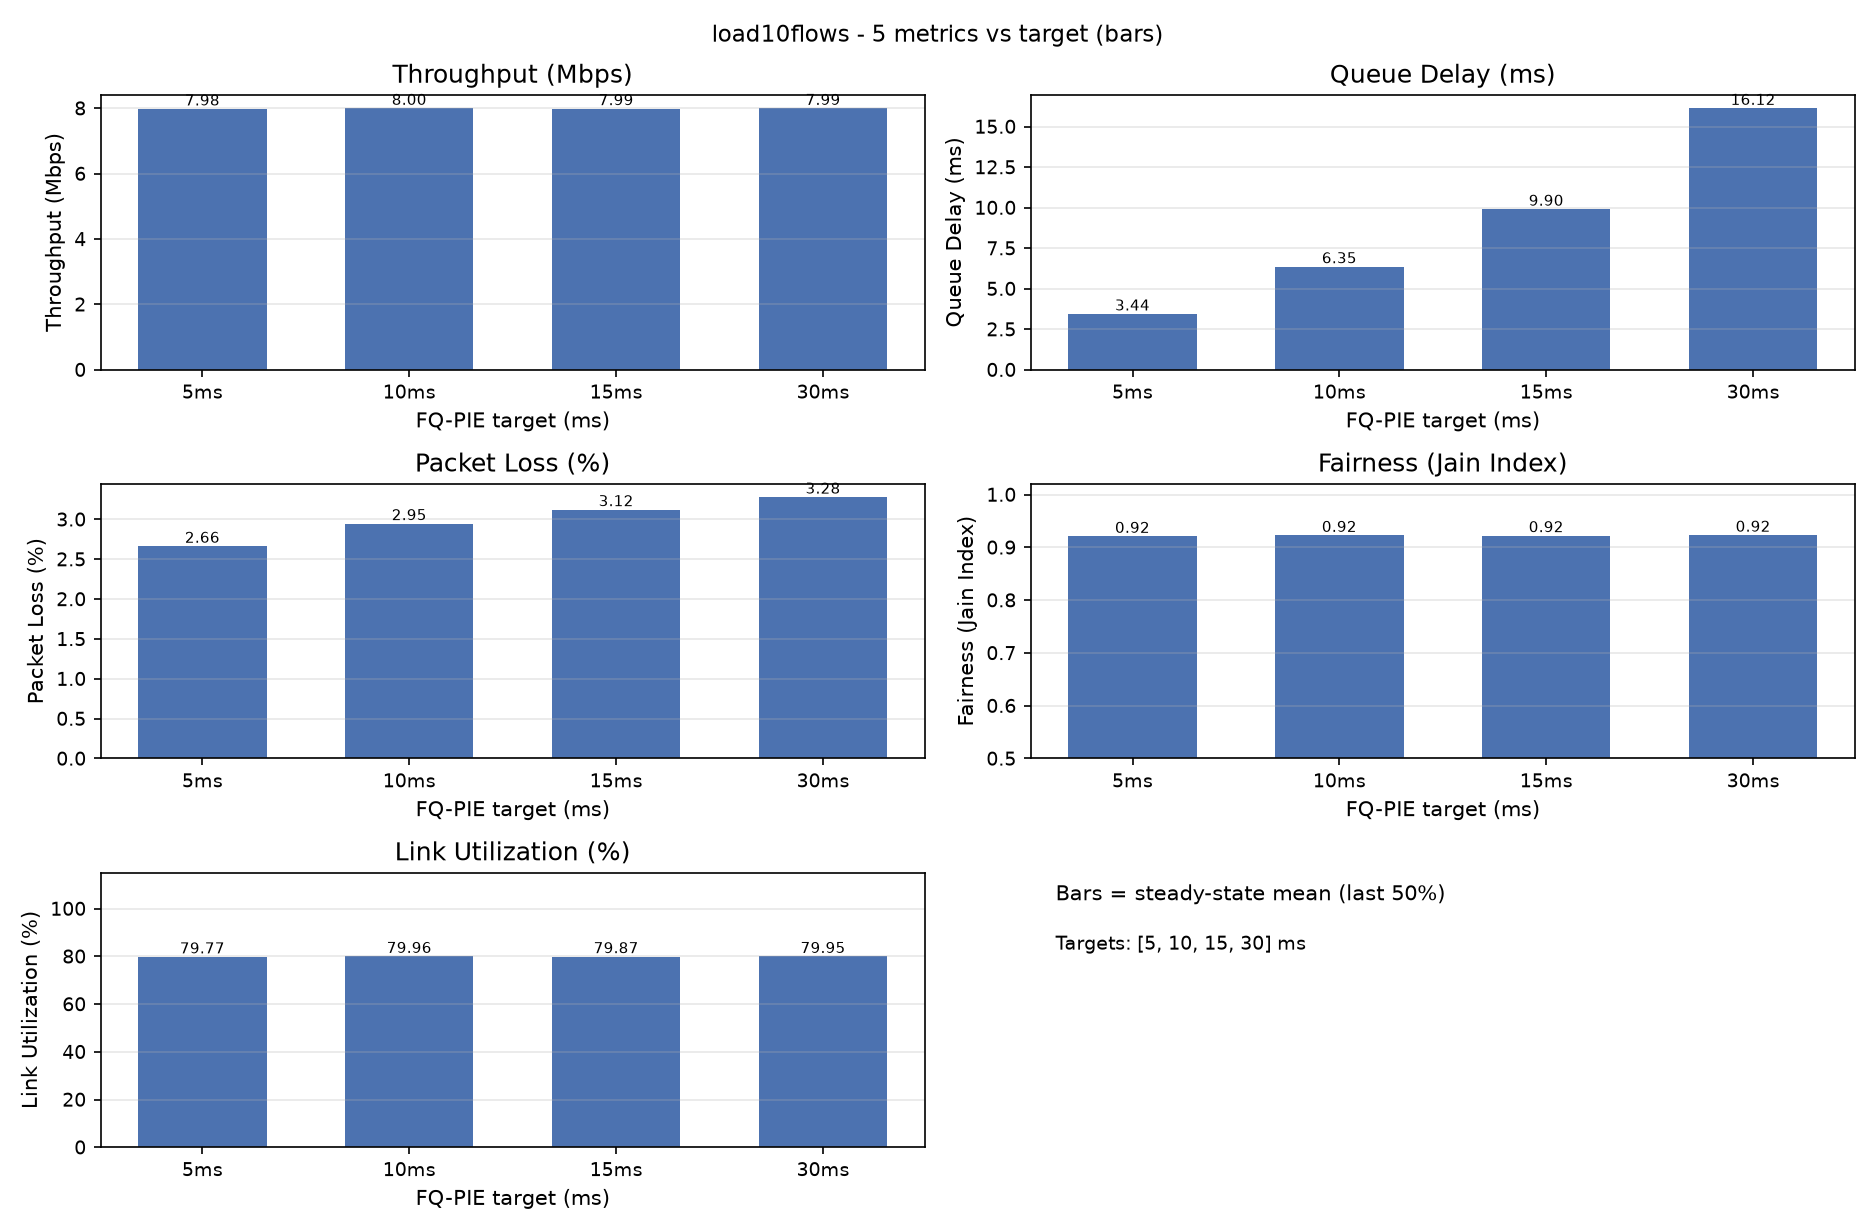 load10flows - 5 metrics vs target (bars)
Throughput (Mbps)
Throughput (Mbps)
8
6
4
2
0
7.98
8.00
7.99
7.99
5ms
10ms
15ms
30ms
FQ-PIE target (ms)
Queue Delay (ms)
Queue Delay (ms)
15.0
12.5
10.0
7.5
5.0
2.5
0.0
3.44
6.35
9.90
16.12
5ms
10ms
15ms
30ms
FQ-PIE target (ms)
Packet Loss (%)
Packet Loss (%)
3.0
2.5
2.0
1.5
1.0
0.5
0.0
2.66
2.95
3.12
3.28
5ms
10ms
15ms
30ms
FQ-PIE target (ms)
Fairness (Jain Index)
Fairness (Jain Index)
1.0
0.9
0.8
0.7
0.6
0.5
0.92
0.92
0.92
0.92
5ms
10ms
15ms
30ms
FQ-PIE target (ms)
Link Utilization (%)
Link Utilization (%)
100
80
60
40
20
0
79.77
79.96
79.87
79.95
5ms
10ms
15ms
30ms
FQ-PIE target (ms)
Bars = steady-state mean (last 50%)
Targets: [5, 10, 15, 30] ms